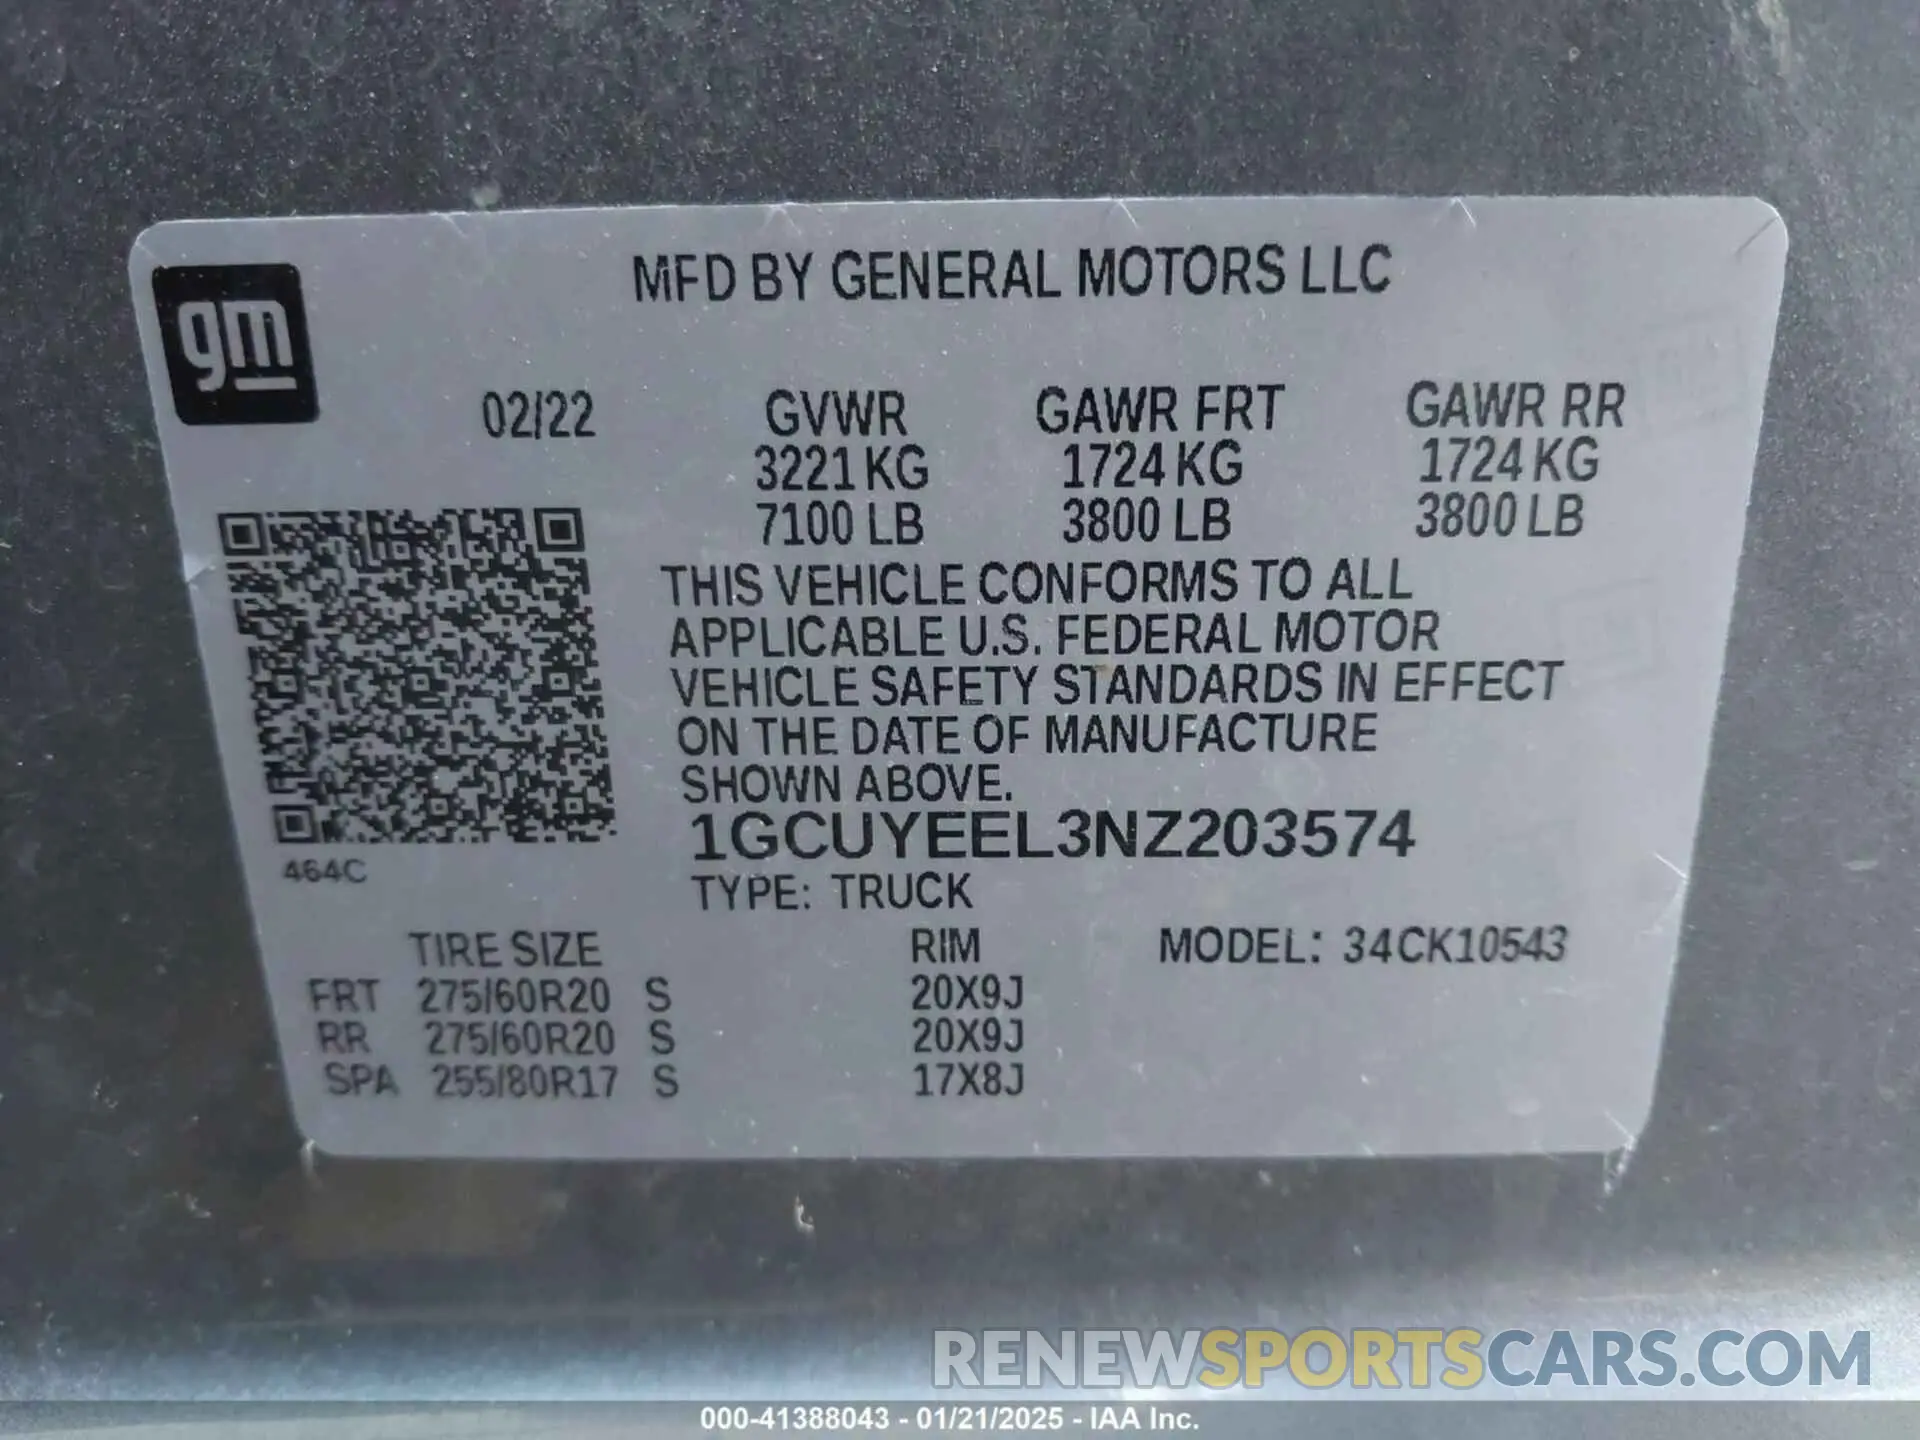 MFD BY GENERAL MOTORS LLC
gm
02/22 GVWR GAWR FRT GAWR RR
3221 KG 1724 KG 1724 KG
7100 LB 3800 LB 3800 LB
THIS VEHICLE CONFORMS TO ALL
APPLICABLE U.S. FEDERAL MOTOR
VEHICLE SAFETY STANDARDS IN EFFECT
ON THE DATE OF MANUFACTURE
SHOWN ABOVE.
1GCUYEEL3NZ203574
464C
TYPE: TRUCK
TIRE SIZE RIM MODEL: 34CK10543
FRT 275/60R20 S 20X9J
RR 275/60R20 S 20X9J
SPA 255/80R17 S 17X8J
RENEWSPORTSCARS.COM
000-41388043 - 01/21/2025 - IAA Inc.